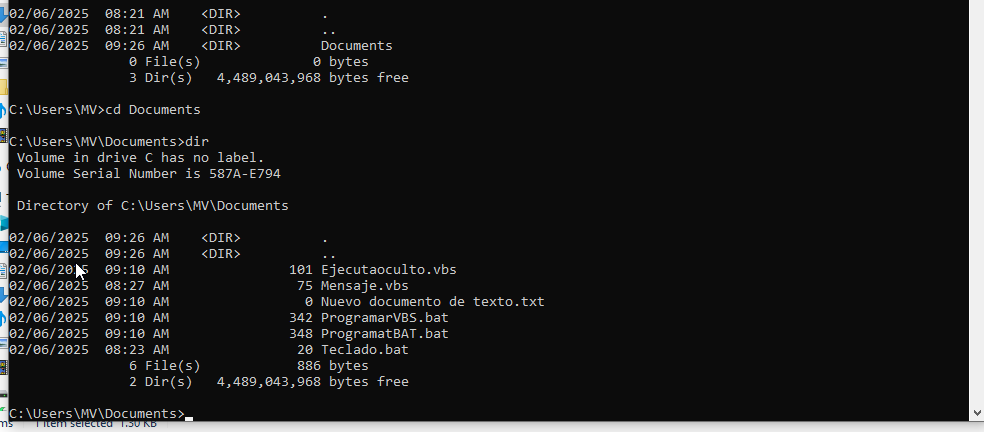 02/06/2025  08:21 AM    <DIR>          .
02/06/2025  08:21 AM    <DIR>          ..
02/06/2025  09:26 AM    <DIR>          Documents
               0 File(s)              0 bytes
               3 Dir(s)   4,489,043,968 bytes free
C:\Users\MV>cd Documents
C:\Users\MV\Documents>dir
 Volume in drive C has no label.
 Volume Serial Number is 587A-E794
 Directory of C:\Users\MV\Documents
02/06/2025  09:26 AM    <DIR>          .
02/06/2025  09:26 AM    <DIR>          ..
02/06/2025  09:10 AM               101 Ejecutaoculto.vbs
02/06/2025  08:27 AM                75 Mensaje.vbs
02/06/2025  09:10 AM                 0 Nuevo documento de texto.txt
02/06/2025  09:10 AM               342 ProgramarVBS.bat
02/06/2025  09:10 AM               348 ProgramatBAT.bat
02/06/2025  08:23 AM                20 Teclado.bat
               6 File(s)            886 bytes
               2 Dir(s)   4,489,043,968 bytes free
C:\Users\MV\Documents>
1 item selected  1.30 KB